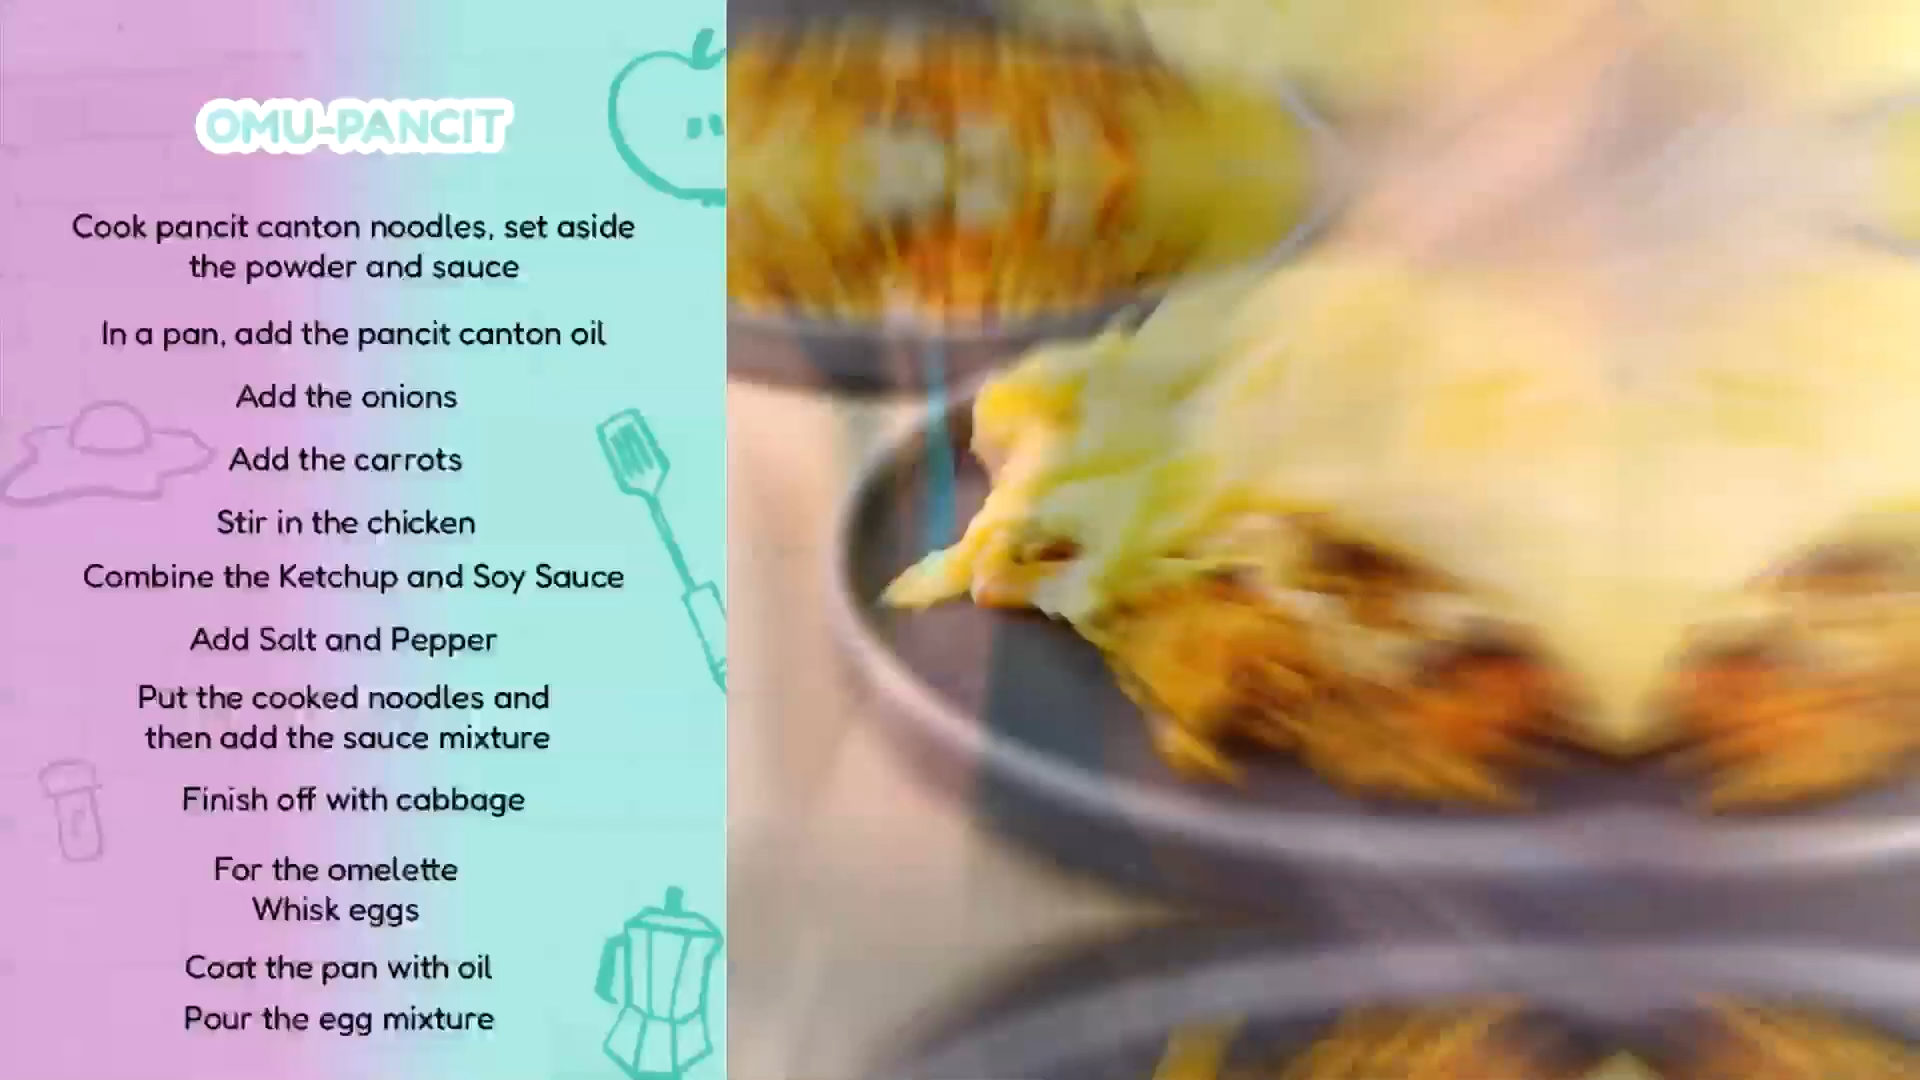 OMU-PANCIT
Cook pancit canton noodles, set aside
the powder and sauce
In a pan, add the pancit canton oil
Add the onions
Add the carrots
Stir in the chicken
Combine the Ketchup and Soy Sauce
Add Salt and Pepper
Put the cooked noodles and
then add the sauce mixture
Finish off with cabbage
For the omelette
Whisk eggs
Coat the pan with oil
Pour the egg mixture